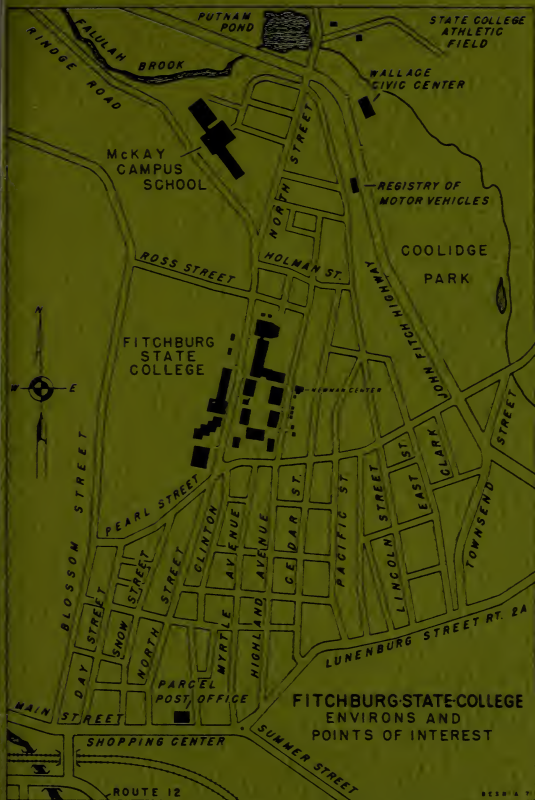 PUTNAM
POND
STATE COLLEGE
ATHLETIC
FIELD
FALULAH
BROOK
RINDGE ROAD
WALLACE
CIVIC CENTER
McKAY
CAMPUS
SCHOOL
NORTH STREET
REGISTRY OF
MOTOR VEHICLES
ROSS STREET
HOLMAN ST.
COOLIDGE
PARK
JOHN FITCH HIGHWAY
FITCHBURG
STATE
COLLEGE
N
W E
NEWMAN CENTER
BLOSSOM STREET
PEARL STREET
CLINTON
MYRTLE AVENUE
HIGHLAND AVENUE
CEDAR ST.
PACIFIC ST.
LINCOLN STREET
EAST ST.
CLARK
TOWNSEND STREET
DAY STREET
SNOW STREET
NORTH STREET
LUNENBURG STREET RT. 2A
PARCEL
POST OFFICE
MAIN STREET
SHOPPING CENTER
SUMMER STREET
ROUTE 12
FITCHBURG·STATE·COLLEGE
ENVIRONS AND
POINTS OF INTEREST